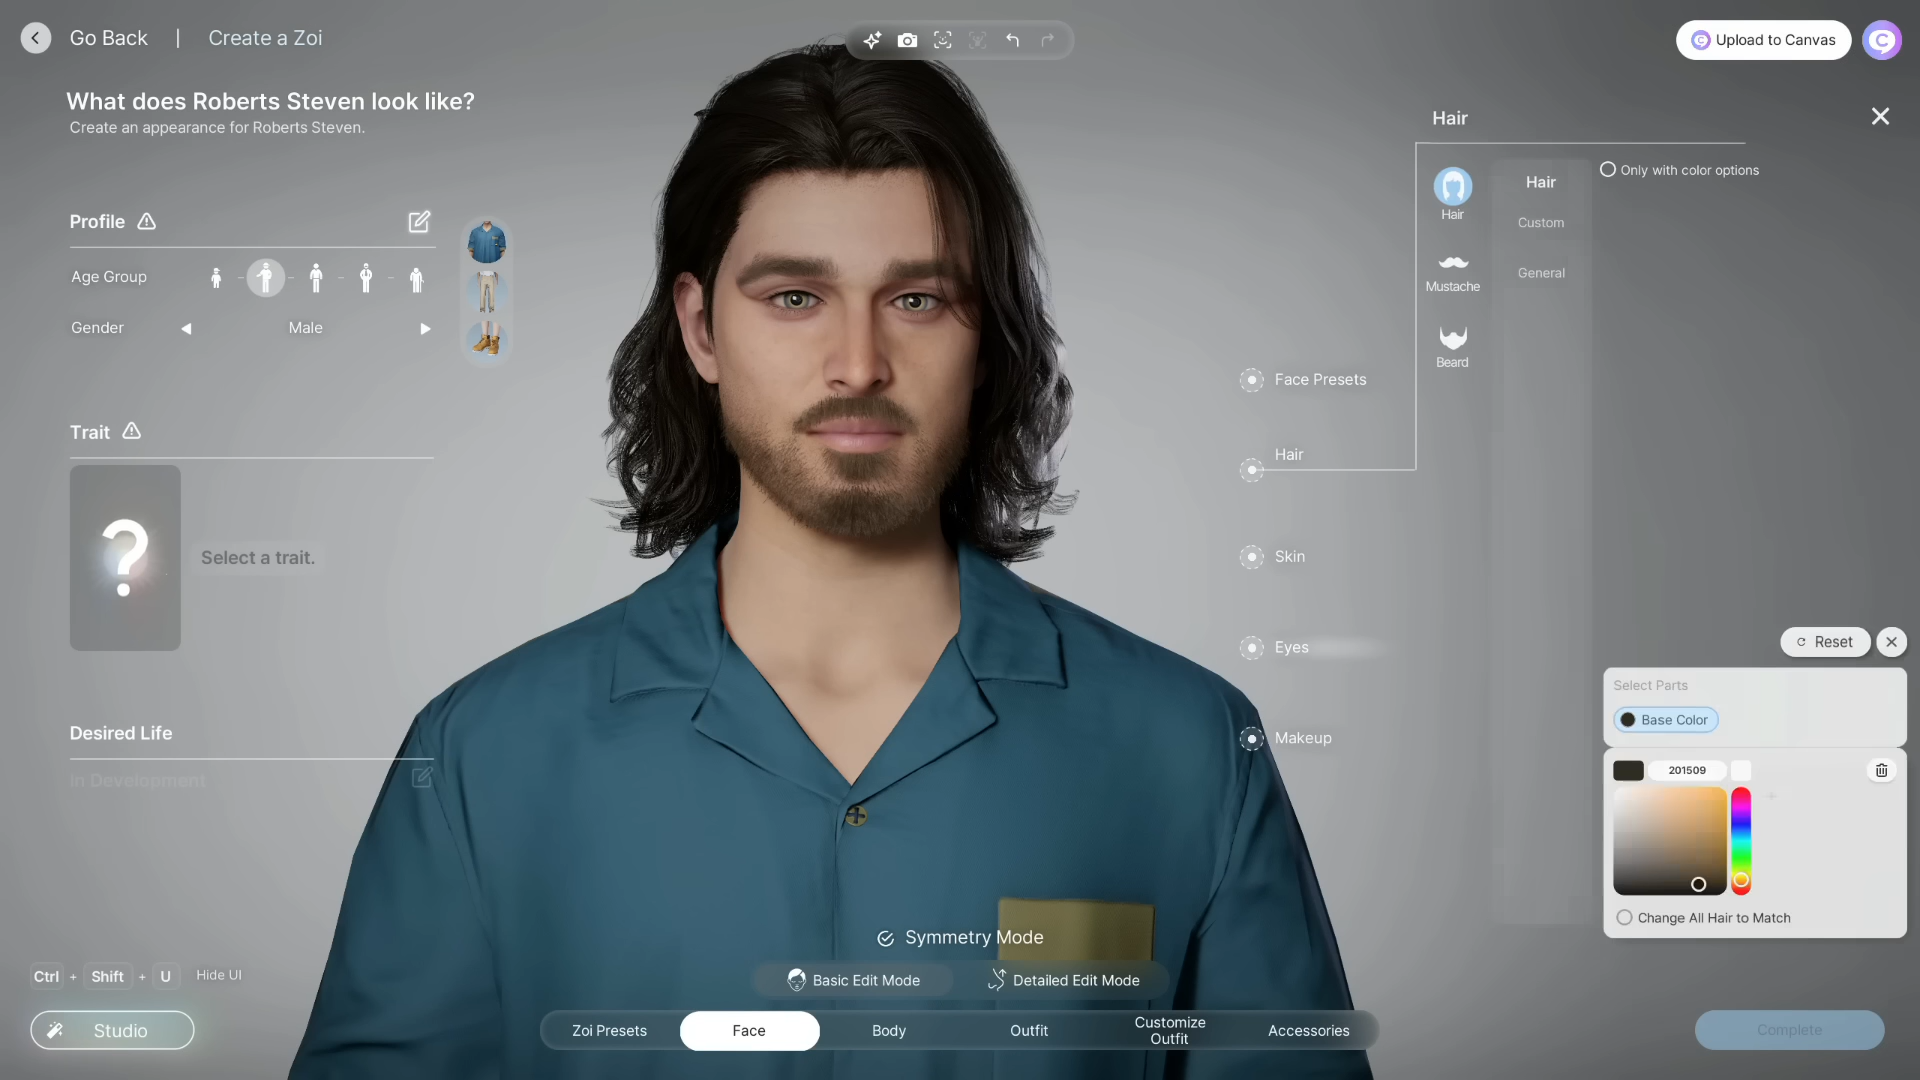 Go Back | Create a Zoi
Upload to Canvas
What does Roberts Steven look like?
Create an appearance for Roberts Steven.
Profile
Age Group
Gender
Male
Trait
Select a trait.
Desired Life
in Development
Ctrl + Shift + U Hide UI
Studio
Face Presets
Hair
Skin
Eyes
Makeup
Hair
Hair
Mustache
Beard
Hair
Custom
General
Only with color options
Reset
Select Parts
Base Color
201509
Change All Hair to Match
Symmetry Mode
Basic Edit Mode
Detailed Edit Mode
Zoi Presets
Face
Body
Outfit
Customize
Outfit
Accessories
Complete